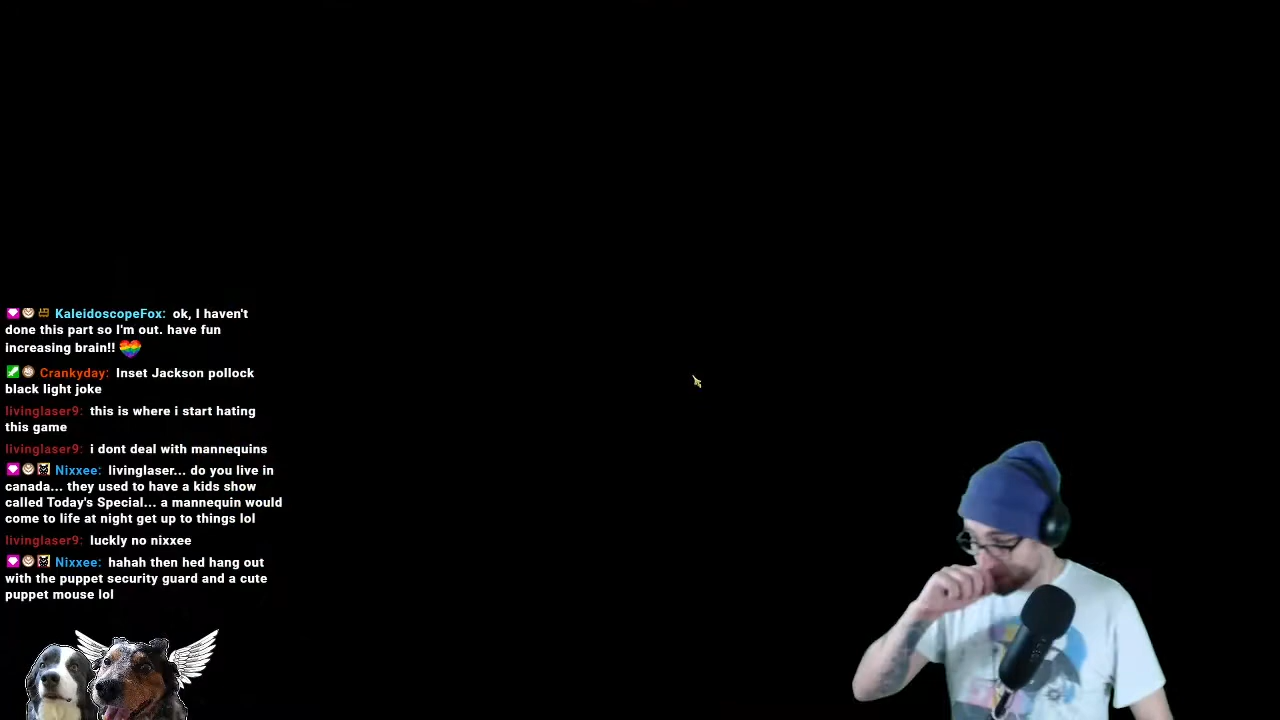 KaleidoscopeFox: ok, I haven't
done this part so I'm out. have fun
increasing brain!!
Crankyday: Inset Jackson pollock
black light joke
livinglaser9: this is where i start hating
this game
livinglaser9: i dont deal with mannequins
Nixxee: livinglaser... do you live in
canada... they used to have a kids show
called Today's Special... a mannequin would
come to life at night get up to things lol
livinglaser9: luckly no nixxee
Nixxee: hahah then hed hang out
with the puppet security guard and a cute
puppet mouse lol